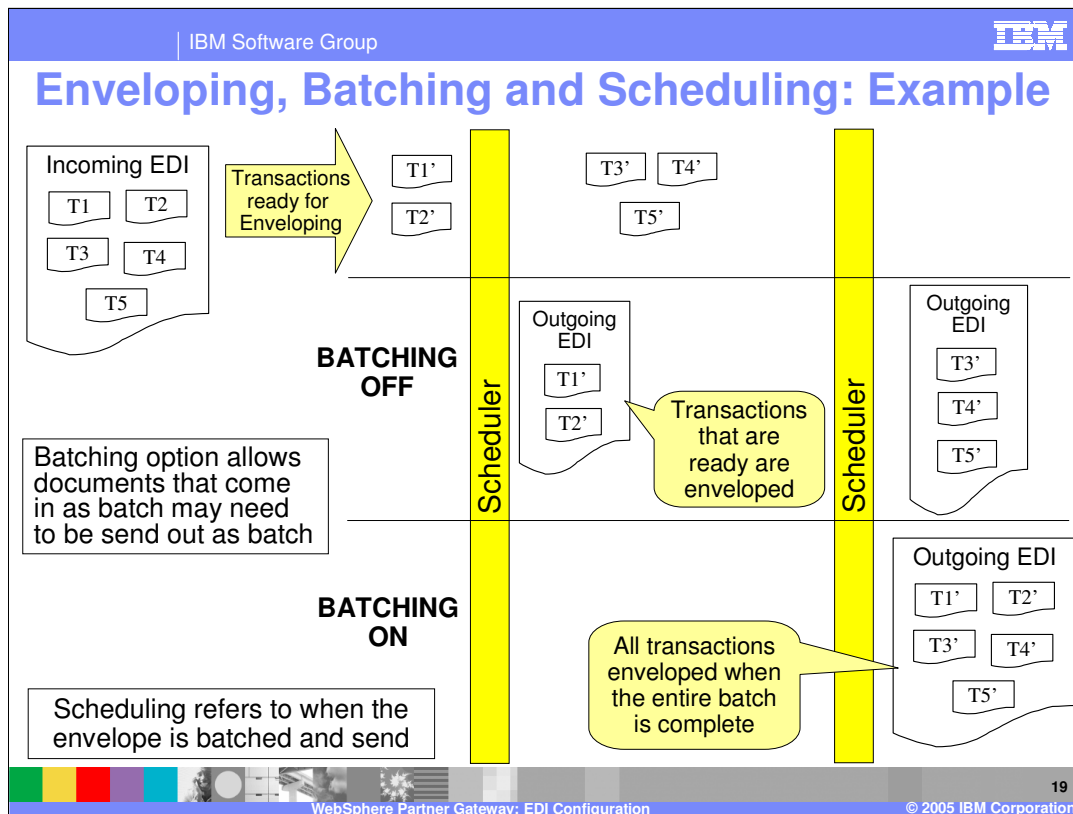 IBM Software Group
IBM
Enveloping, Batching and Scheduling: Example
Incoming EDI
T1
T2
T3
T4
T5
Transactions
ready for
Enveloping
T1’
T2’
T3’
T4’
T5’
BATCHING
OFF
Scheduler
Outgoing
EDI
T1’
T2’
Transactions
that are
ready are
enveloped
Scheduler
Outgoing
EDI
T3’
T4’
T5’
Batching option allows
documents that come
in as batch may need
to be send out as batch
BATCHING
ON
All transactions
enveloped when
the entire batch
is complete
Outgoing EDI
T1’
T2’
T3’
T4’
T5’
Scheduling refers to when the
envelope is batched and send
19
WebSphere Partner Gateway: EDI Configuration
© 2005 IBM Corporation